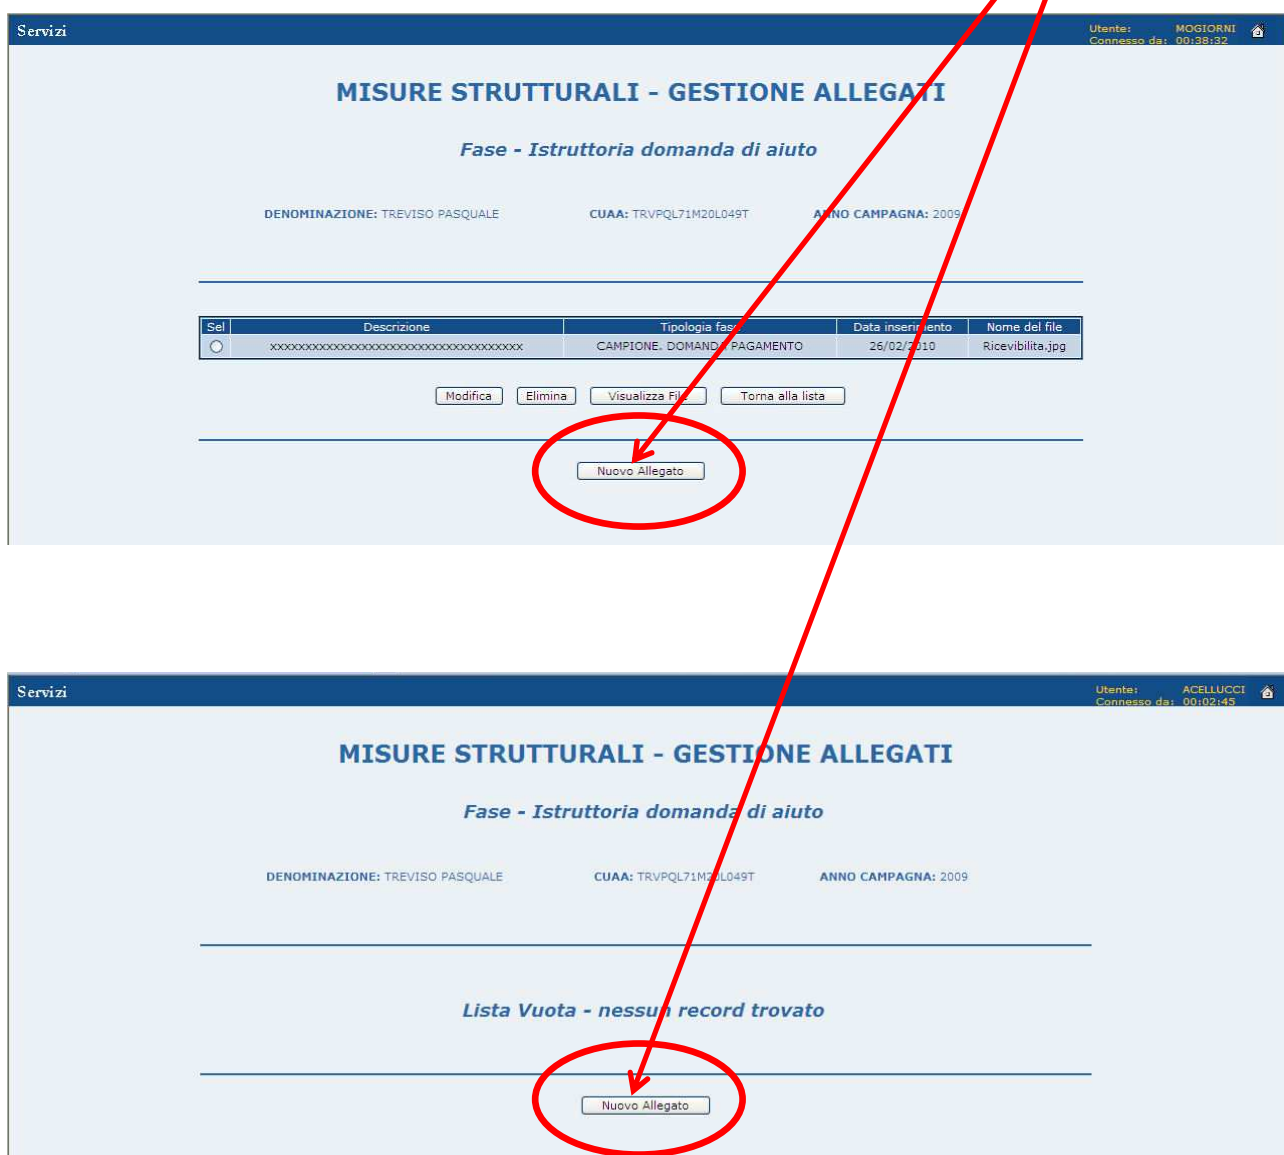 Servizi
Utente: MOGIORNI
Connesso da: 00:38:32
MISURE STRUTTURALI - GESTIONE ALLEGATI
Fase - Istruttoria domanda di aiuto
DENOMINAZIONE: TREVISO PASQUALE CUAA: TRVPQL71M20L049T ANNO CAMPAGNA: 2009
Sel Descrizione Tipologia fase Data inserimento Nome del file
xxxxxxxxxxxxxxxxxxxxxxxxxxxxxxxxxxxx CAMPIONE. DOMANDA PAGAMENTO 26/02/2010 Ricevibilita.jpg
Modifica Elimina Visualizza File Torna alla lista
Nuovo Allegato
Servizi
Utente: ACELLUCCI
Connesso da: 00:02:45
MISURE STRUTTURALI - GESTIONE ALLEGATI
Fase - Istruttoria domanda di aiuto
DENOMINAZIONE: TREVISO PASQUALE CUAA: TRVPQL71M20L049T ANNO CAMPAGNA: 2009
Lista Vuota - nessun record trovato
Nuovo Allegato